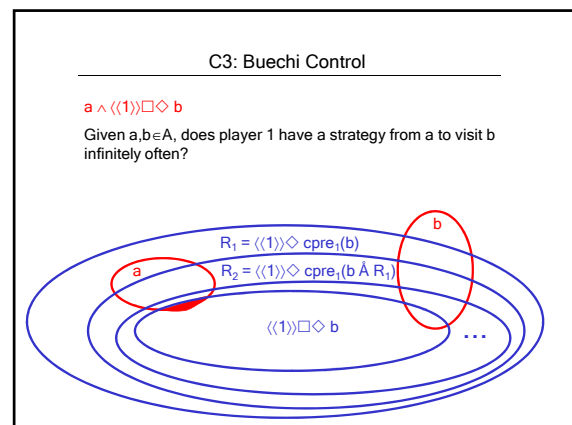 C3: Buechi Control
a ∧ ⟨⟨1⟩⟩□◇ b
Given a,b∈A, does player 1 have a strategy from a to visit b
infinitely often?
b
R₁ = ⟨⟨1⟩⟩◇ cpre₁(b)
a
R₂ = ⟨⟨1⟩⟩◇ cpre₁(b Å R₁)
⟨⟨1⟩⟩□◇ b
...